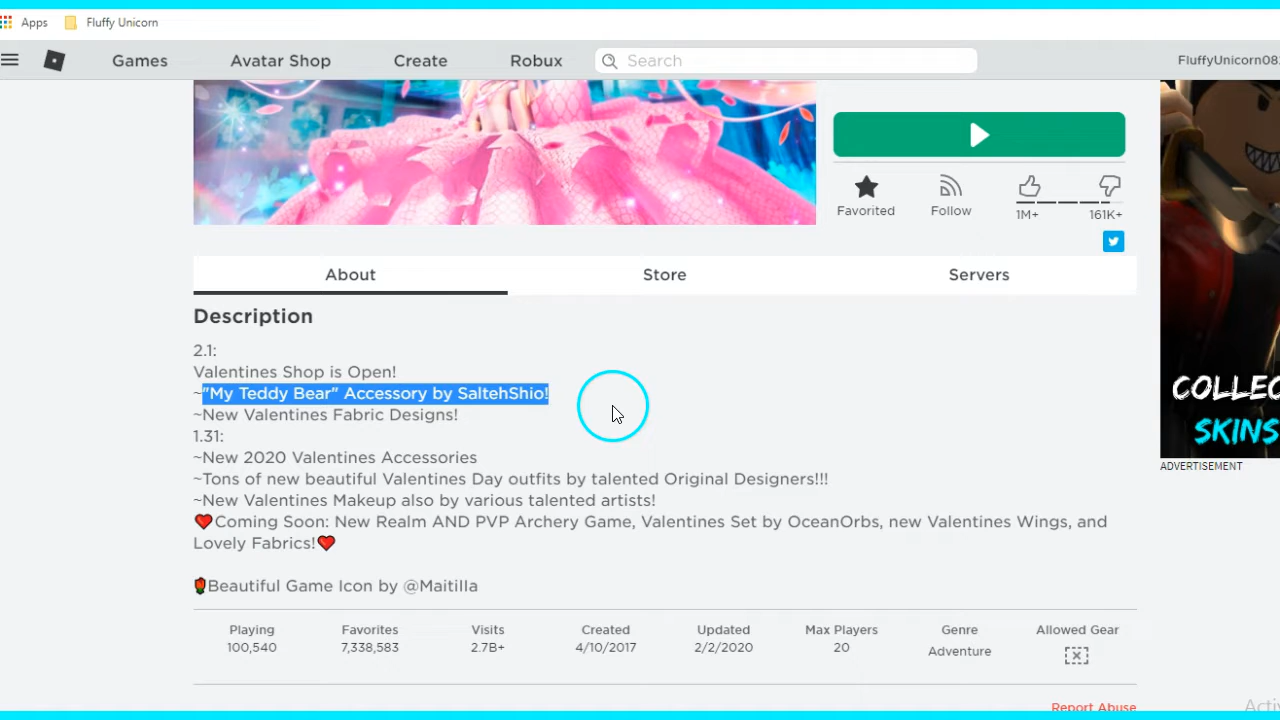 Apps Fluffy Unicorn
Games Avatar Shop Create Robux Search FluffyUnicorn08
Favorited Follow 1M+ 161K+
About Store Servers
Description
2.1:
Valentines Shop is Open!
~"My Teddy Bear" Accessory by SaltehShio!
~New Valentines Fabric Designs!
1.31:
~New 2020 Valentines Accessories
~Tons of new beautiful Valentines Day outfits by talented Original Designers!!!
~New Valentines Makeup also by various talented artists!
❤Coming Soon: New Realm AND PVP Archery Game, Valentines Set by OceanOrbs, new Valentines Wings, and
Lovely Fabrics!❤
🌹Beautiful Game Icon by @Maitilla
Playing Favorites Visits Created Updated Max Players Genre Allowed Gear
100,540 7,338,583 2.7B+ 4/10/2017 2/2/2020 20 Adventure
Report Abuse
COLLEC
SKINS
ADVERTISEMENT